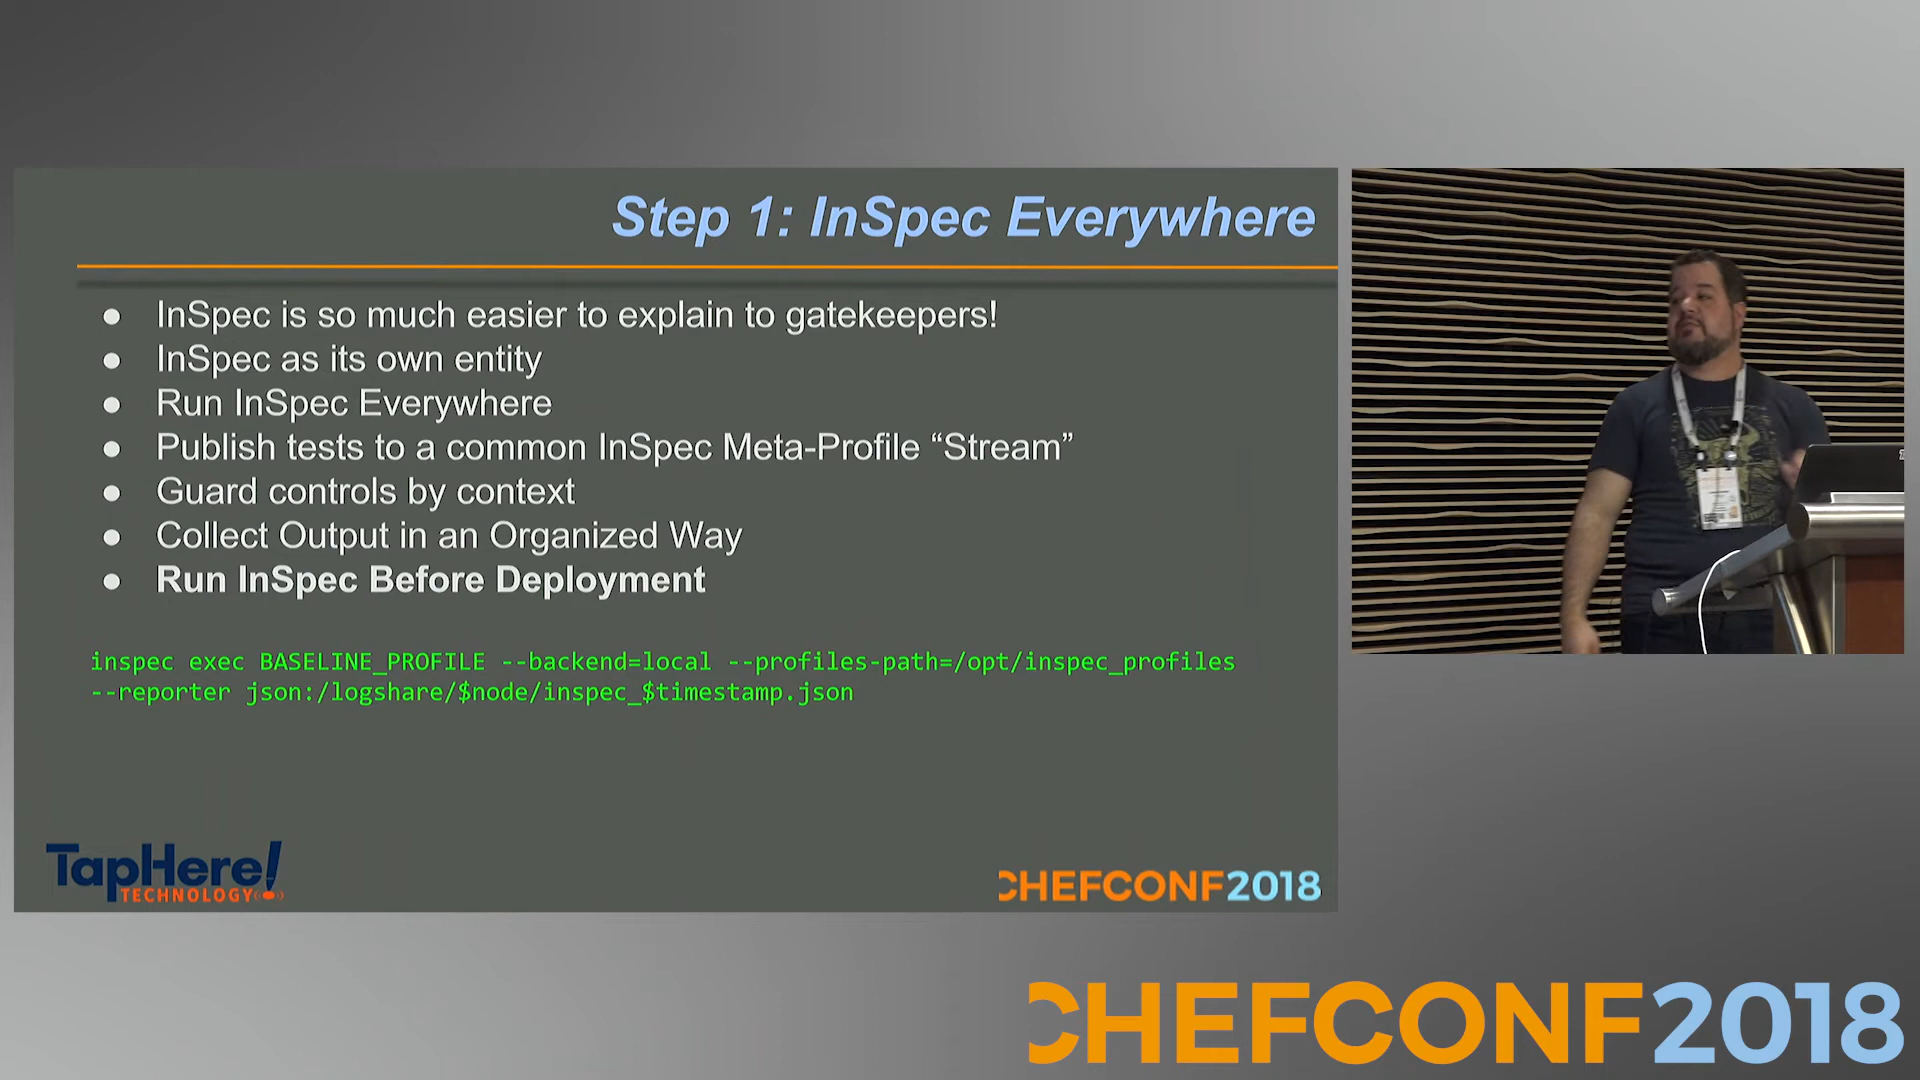 Step 1: InSpec Everywhere
● InSpec is so much easier to explain to gatekeepers!
● InSpec as its own entity
● Run InSpec Everywhere
● Publish tests to a common InSpec Meta-Profile “Stream”
● Guard controls by context
● Collect Output in an Organized Way
● Run InSpec Before Deployment
inspec exec BASELINE_PROFILE --backend=local --profiles-path=/opt/inspec_profiles
--reporter json:/logshare/$node/inspec_$timestamp.json
TapHere!
TECHNOLOGY
CHEFCONF2018
CHEFCONF2018